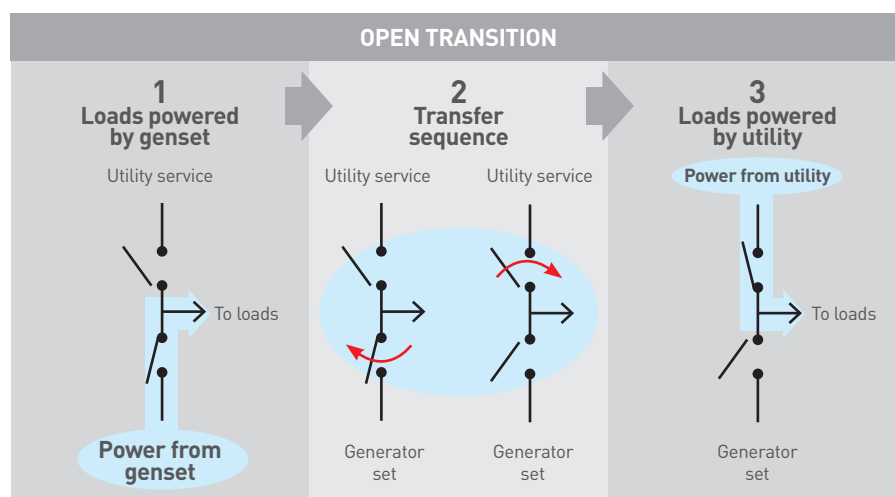 OPEN TRANSITION
1
Loads powered
by genset
Utility service
To loads
Power from
genset
2
Transfer
sequence
Utility service
Utility service
Generator
set
Generator
set
3
Loads powered
by utility
Power from utility
To loads
Generator
set